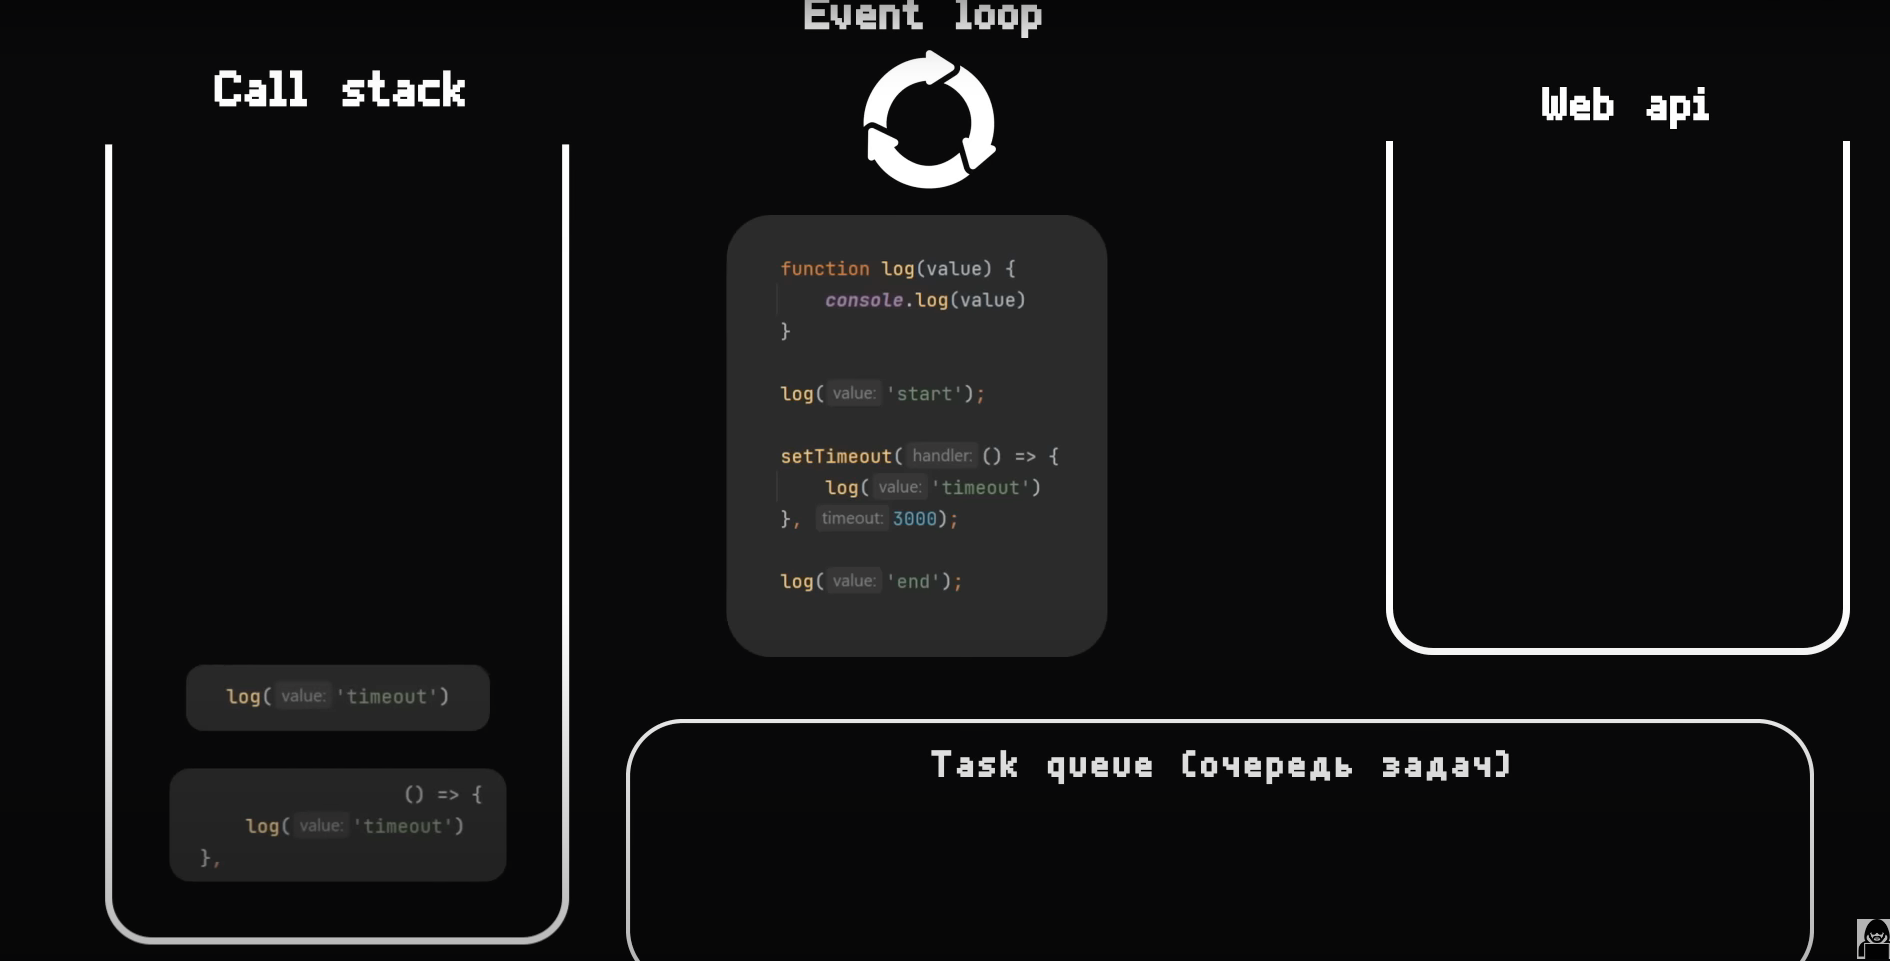 Event loop
Call stack
Web api
function log(value) {
console.log(value)
}
log( value: 'start');
setTimeout( handler: () => {
log( value: 'timeout')
}, timeout: 3000);
log( value: 'end');
log( value: 'timeout')
() => {
log( value: 'timeout')
},
Task queue (очередь задач)